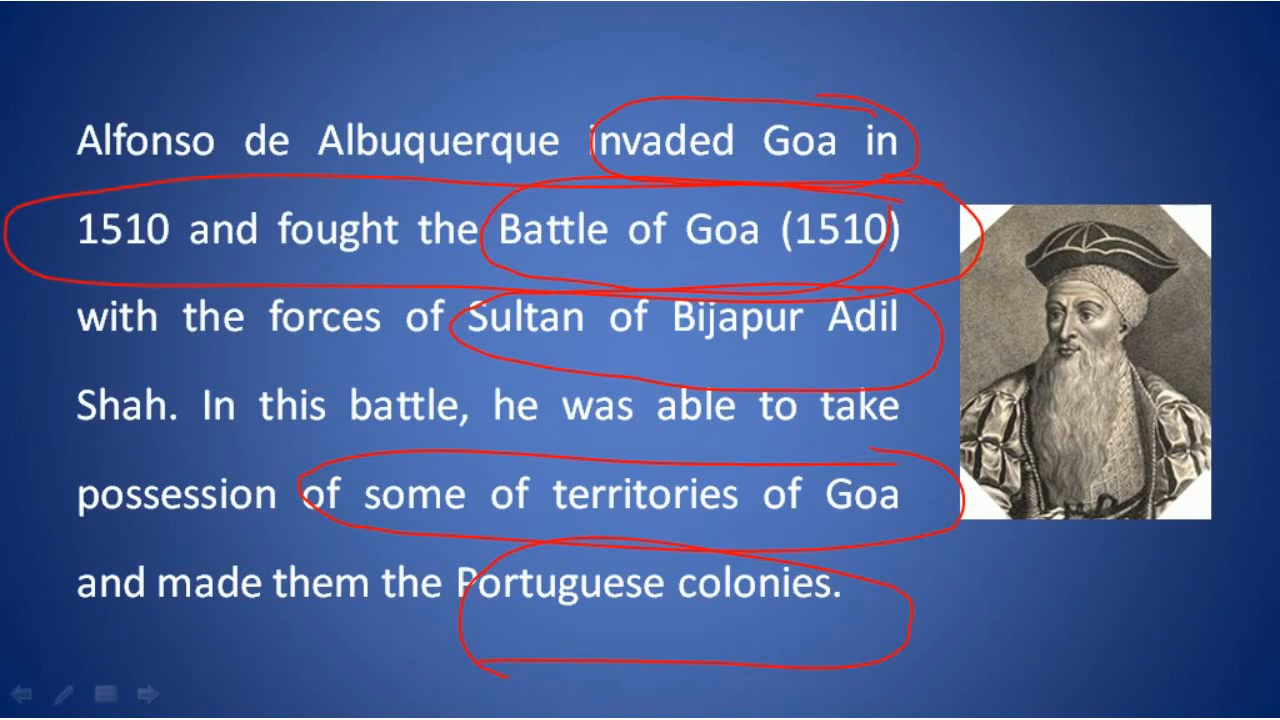 Alfonso de Albuquerque invaded Goa in
1510 and fought the Battle of Goa (1510)
with the forces of Sultan of Bijapur Adil
Shah. In this battle, he was able to take
possession of some of territories of Goa
and made them the Portuguese colonies.